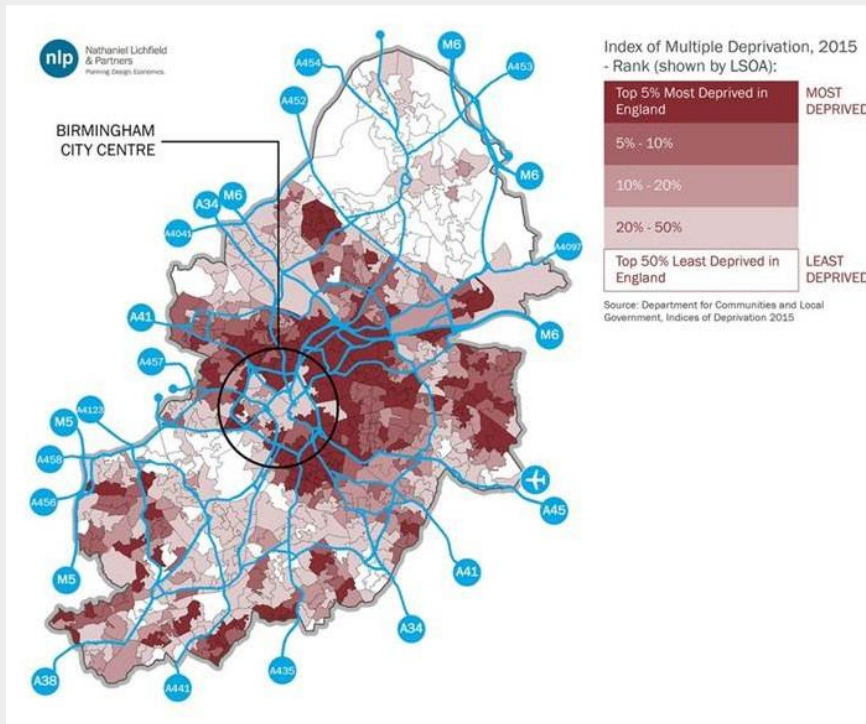 nlp
Nathaniel Lichfield
& Partners
Planning. Design. Economics.
BIRMINGHAM
CITY CENTRE
A454
M6
A453
A452
M6
A34
M6
A4041
A4097
A41
M6
A457
A4123
M5
A458
A456
A45
M5
A41
A34
A38
A441
A435
Index of Multiple Deprivation, 2015
- Rank (shown by LSOA):
Top 5% Most Deprived in
England
MOST
DEPRIVED
5% - 10%
10% - 20%
20% - 50%
Top 50% Least Deprived in
England
LEAST
DEPRIVED
Source: Department for Communities and Local
Government, Indices of Deprivation 2015